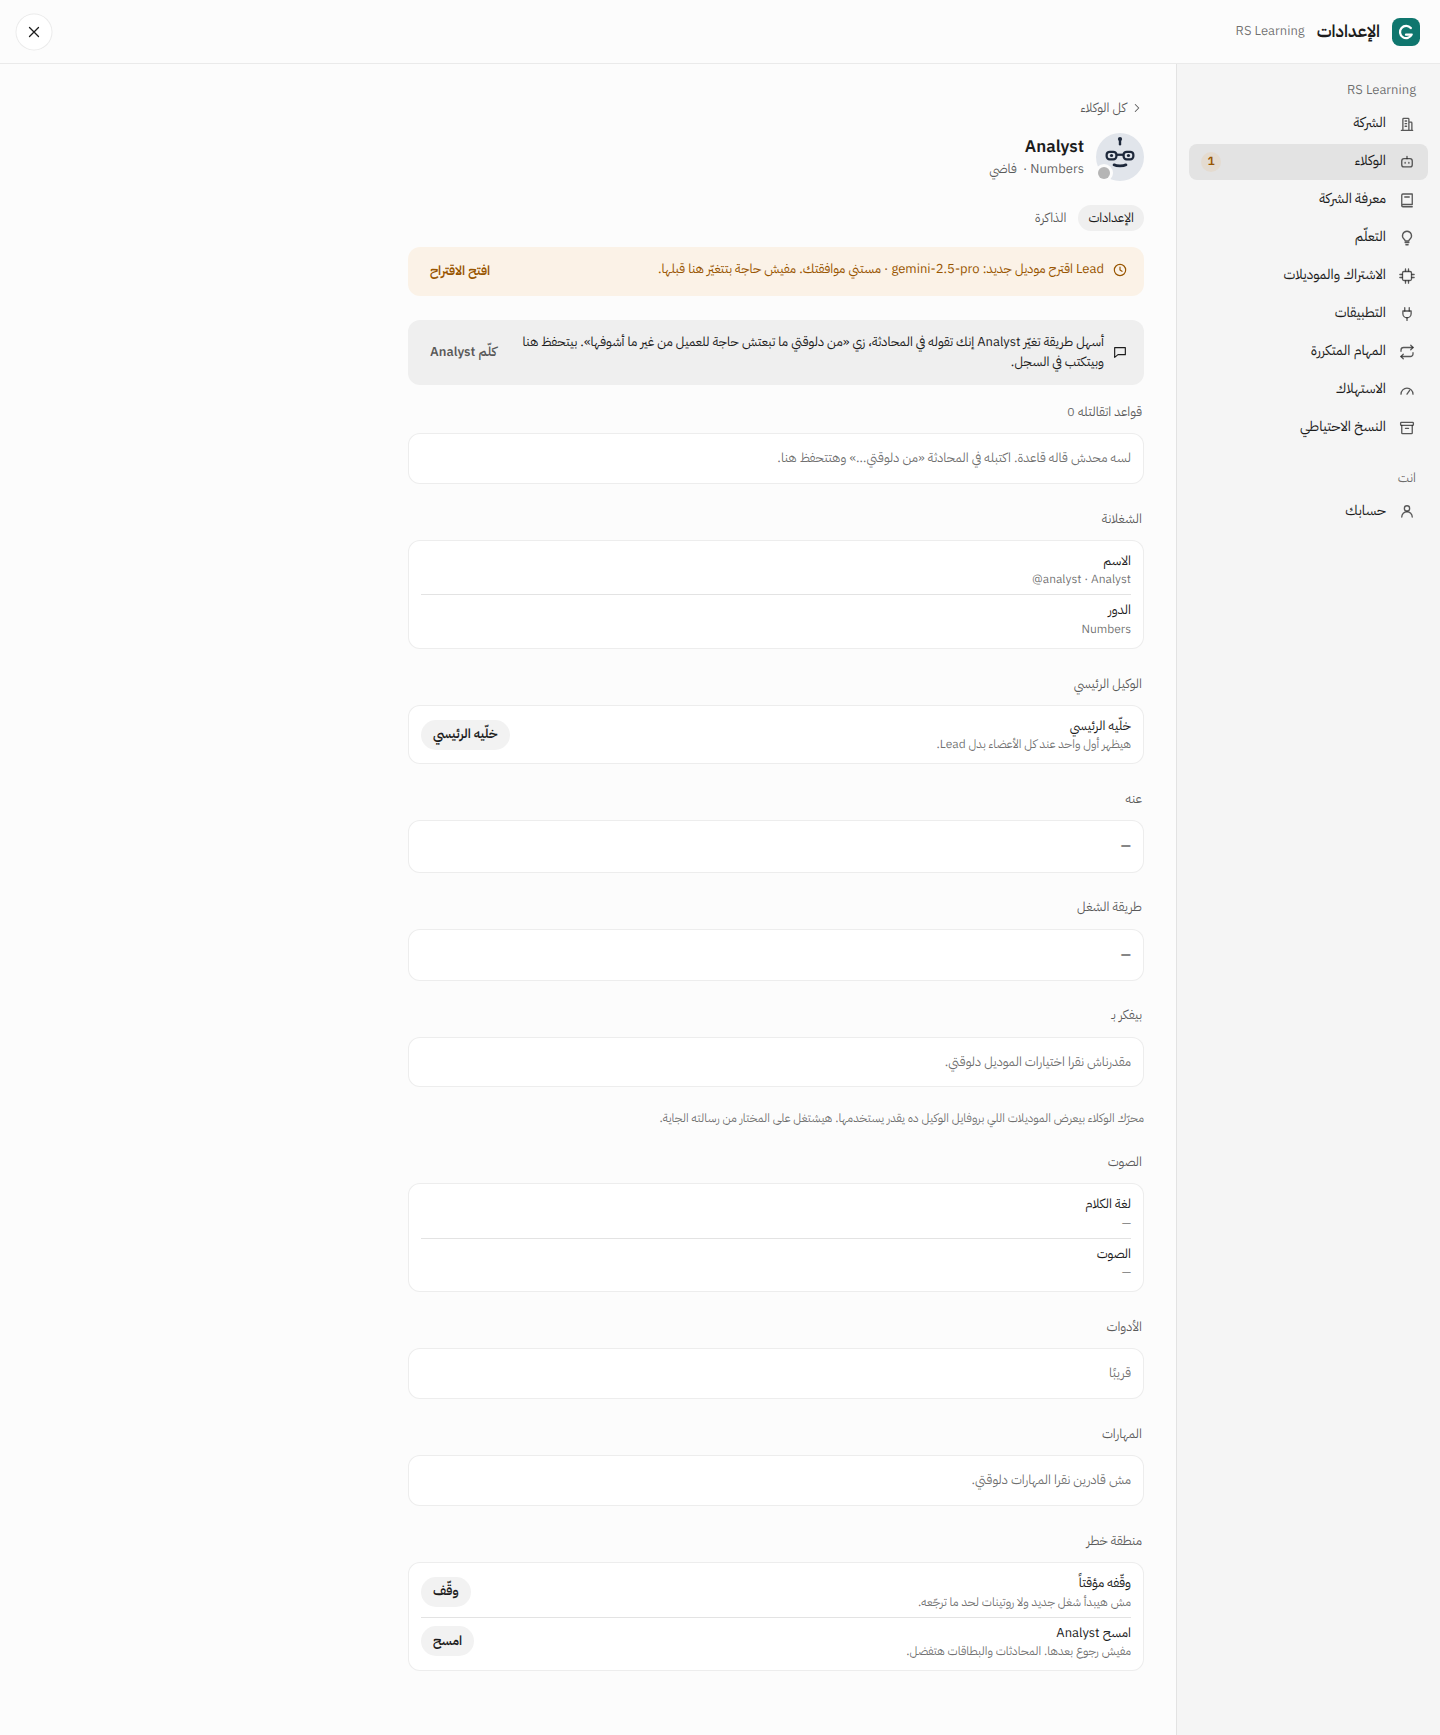 الإعدادات RS Learning
RS Learning
الشركة
الوكلاء 1
معرفة الشركة
التعلّم
الاشتراك والموديلات
التطبيقات
المهام المتكررة
الاستهلاك
النسخ الاحتياطي
انت
حسابك
كل الوكلاء
Analyst
Numbers · فاضي
الإعدادات الذاكرة
Lead اقترح موديل جديد: gemini-2.5-pro · مستني موافقتك. مفيش حاجة بتتغيّر هنا قبلها. افتح الاقتراح
أسهل طريقة تغيّر Analyst إنك تقوله في المحادثة، زي «من دلوقتي ما تبعتش حاجة للعميل من غير ما أشوفها». بيتحفظ هنا
وبيتكتب في السجل.
كلّم Analyst
قواعد اتقالتله 0
لسه محدش قاله قاعدة. اكتبله في المحادثة «من دلوقتي…» وهتتحفظ هنا.
الشغلانة
الاسم
@analyst · Analyst
الدور
Numbers
الوكيل الرئيسي
خلّيه الرئيسي
هيظهر أول واحد عند كل الأعضاء بدل Lead.
خلّيه الرئيسي
عنه
—
طريقة الشغل
—
بيفكر بـ
مقدرناش نقرا اختيارات الموديل دلوقتي.
محرّك الوكلاء بيعرض الموديلات اللي بروفايل الوكيل ده يقدر يستخدمها. هيشتغل على المختار من رسالته الجاية.
الصوت
لغة الكلام
—
الصوت
—
الأدوات
قريبًا
المهارات
مش قادرين نقرا المهارات دلوقتي.
منطقة خطر
وقّفه مؤقتاً
مش هيبدأ شغل جديد ولا روتينات لحد ما ترجّعه.
وقّف
امسح Analyst
مفيش رجوع بعدها. المحادثات والبطاقات هتفضل.
امسح